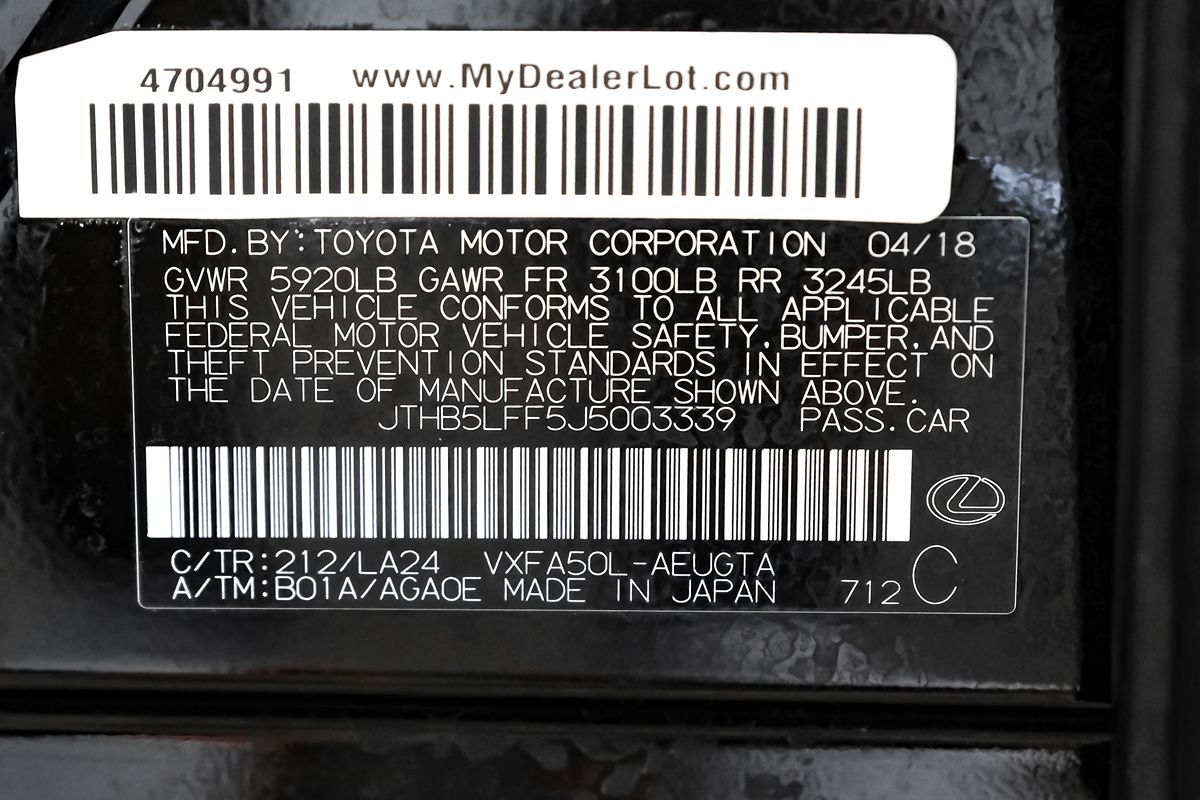 4704991 www.MyDealerLot.com
MFD.BY:TOYOTA MOTOR CORPORATION 04/18
GVWR 5920LB GAWR FR 3100LB RR 3245LB
THIS VEHICLE CONFORMS TO ALL APPLICABLE
FEDERAL MOTOR VEHICLE SAFETY,BUMPER,AND
THEFT PREVENTION STANDARDS IN EFFECT ON
THE DATE OF MANUFACTURE SHOWN ABOVE.
JTHB5LFF5J5003339 PASS.CAR
C/TR:212/LA24 VXFA50L-AEUGTA
A/TM:B01A/AGA0E MADE IN JAPAN 712 C